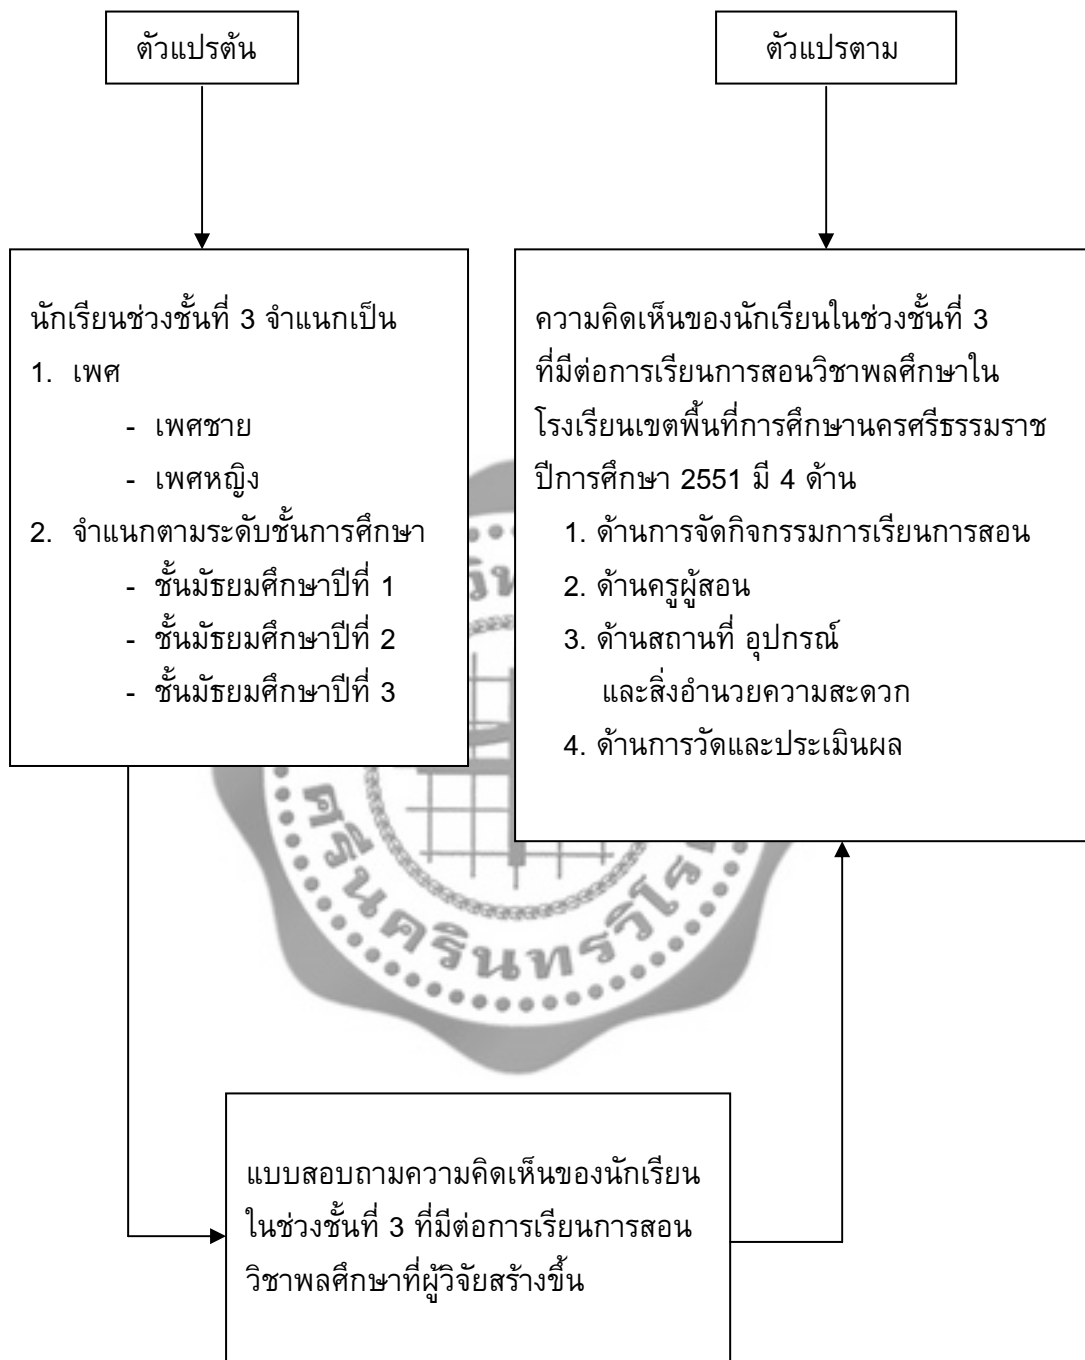 ตัวแปรต้น
ตัวแปรตาม
นักเรียนช่วงชั้นที่ 3 จำแนกเป็น
1. เพศ
- เพศชาย
- เพศหญิง
2. จำแนกตามระดับชั้นการศึกษา
- ชั้นมัธยมศึกษาปีที่ 1
- ชั้นมัธยมศึกษาปีที่ 2
- ชั้นมัธยมศึกษาปีที่ 3
ความคิดเห็นของนักเรียนในช่วงชั้นที่ 3
ที่มีต่อการเรียนการสอนวิชาพลศึกษาใน
โรงเรียนเขตพื้นที่การศึกษานครศรีธรรมราช
ปีการศึกษา 2551 มี 4 ด้าน
1. ด้านการจัดกิจกรรมการเรียนการสอน
2. ด้านครูผู้สอน
3. ด้านสถานที่ อุปกรณ์
และสิ่งอำนวยความสะดวก
4. ด้านการวัดและประเมินผล
แบบสอบถามความคิดเห็นของนักเรียน
ในช่วงชั้นที่ 3 ที่มีต่อการเรียนการสอน
วิชาพลศึกษาที่ผู้วิจัยสร้างขึ้น
ศรีนครินทรวิโร